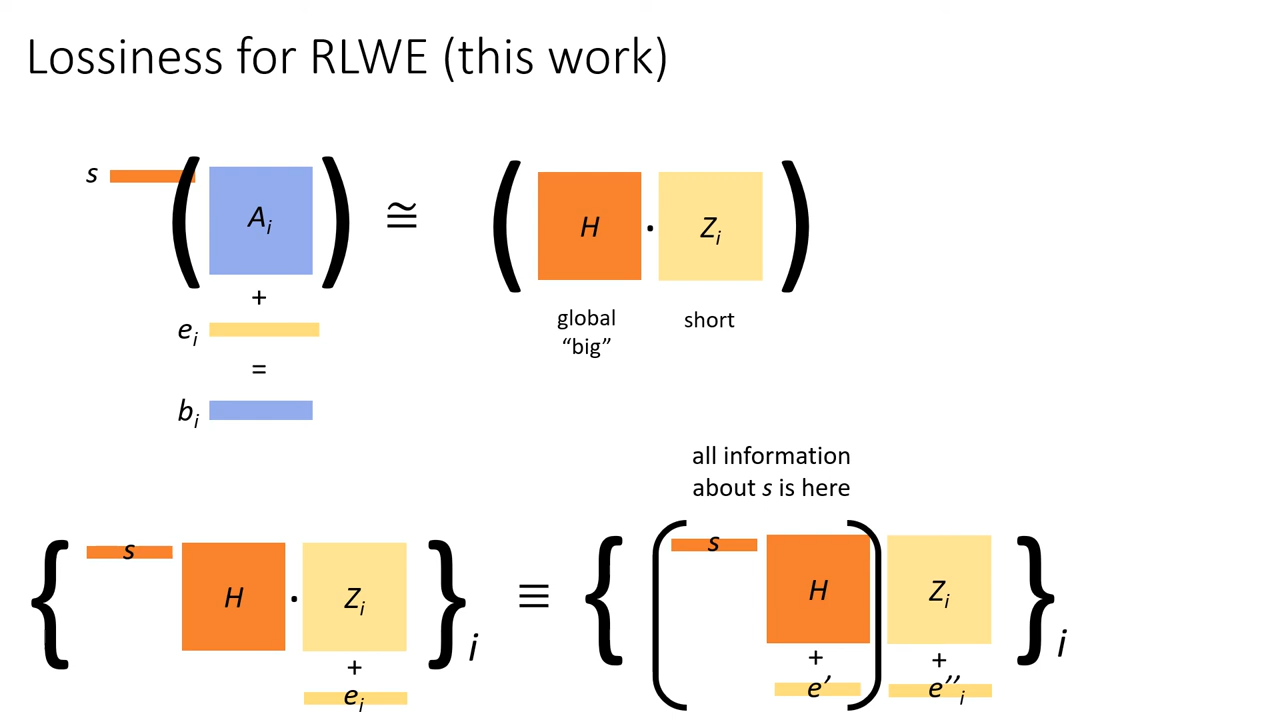 Lossiness for RLWE (this work)
s ( A_i ) ≅ ( H · Z_i )
+
e_i
=
b_i
global
“big”
short
all information
about s is here
{ s H · Z_i + e_i }_i ≡ { ( s H + e′ ) Z_i + e′′_i }_i